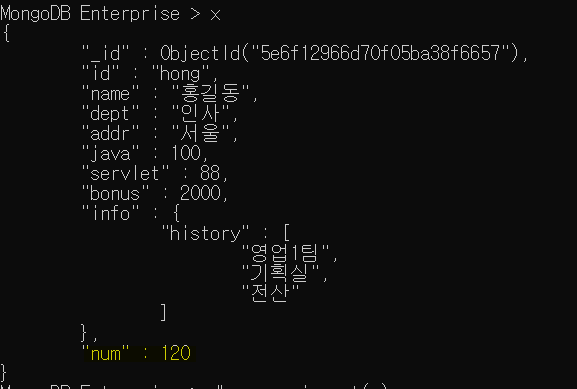 MongoDB Enterprise > x
{
        "_id" : ObjectId("5e6f12966d70f05ba38f6657"),
        "id" : "hong",
        "name" : "홍길동",
        "dept" : "인사",
        "addr" : "서울",
        "java" : 100,
        "servlet" : 88,
        "bonus" : 2000,
        "info" : {
                "history" : [
                        "영업1팀",
                        "기획실",
                        "전산"
                ]
        },
        "num" : 120
}